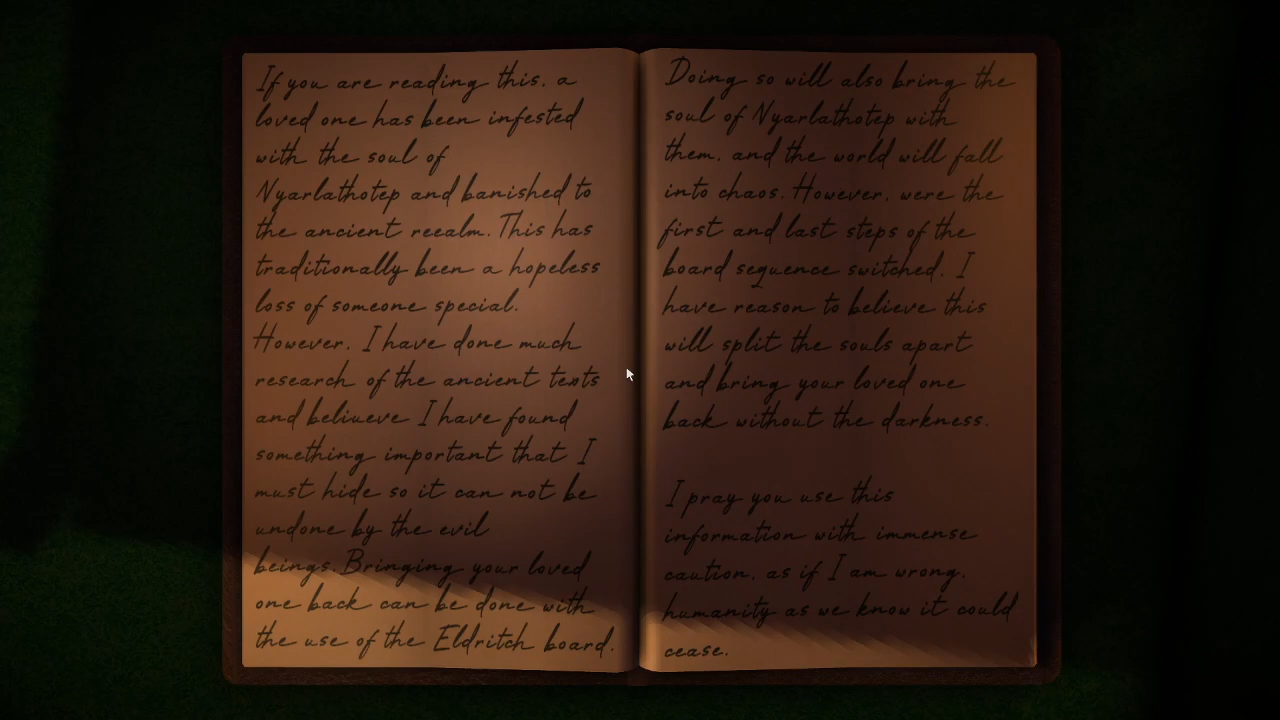 If you are reading this, a
loved one has been infested
with the soul of
Nyarlathotep and banished to
the ancient reealm. This has
traditionally been a hopeless
loss of someone special.
However, I have done much
research of the ancient texts
and beliueve I have found
something important that I
must hide so it can not be
undone by the evil
beings. Bringing your loved
one back can be done with
the use of the Eldritch board.
Doing so will also bring the
soul of Nyarlathotep with
them, and the world will fall
into chaos. However, were the
first and last steps of the
board sequence switched, I
have reason to believe this
will split the souls apart
and bring your loved one
back without the darkness.
I pray you use this
information with immense
caution, as if I am wrong,
humanity as we know it could
cease.